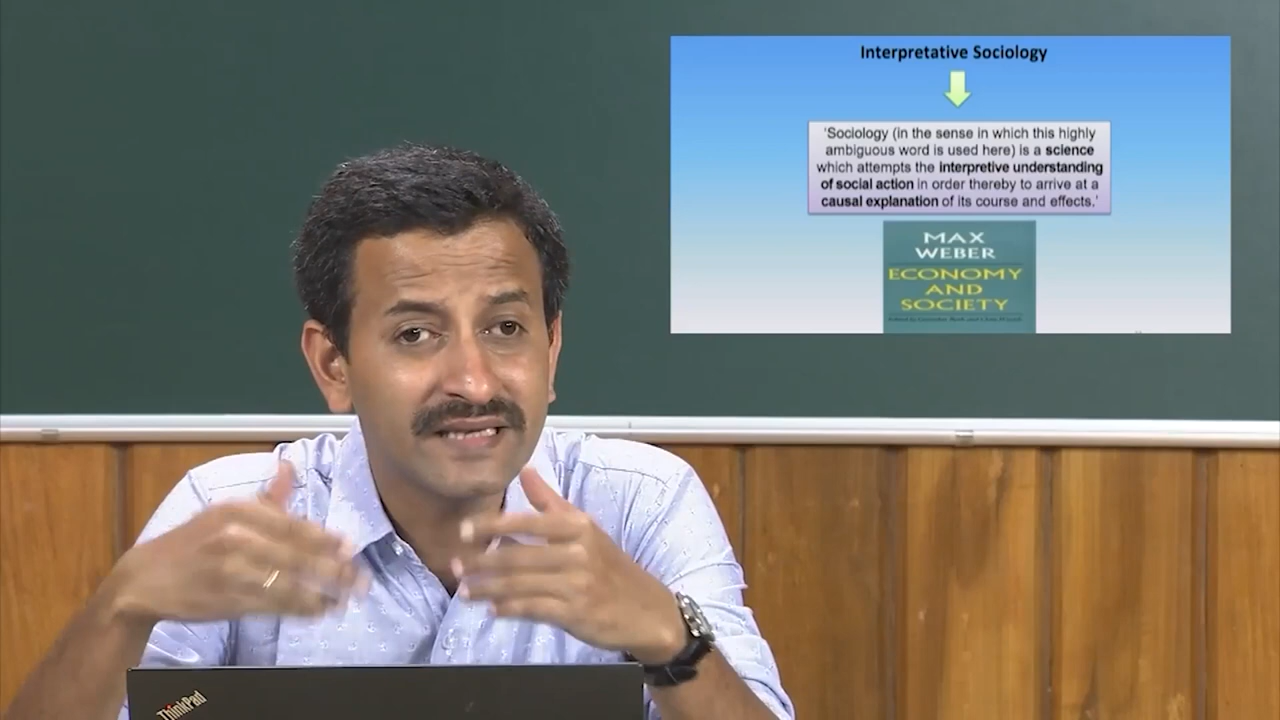 Interpretative Sociology
'Sociology (in the sense in which this highly
ambiguous word is used here) is a science
which attempts the interpretive understanding
of social action in order thereby to arrive at a
causal explanation of its course and effects.'
MAX
WEBER
ECONOMY
AND
SOCIETY
ThinkPad